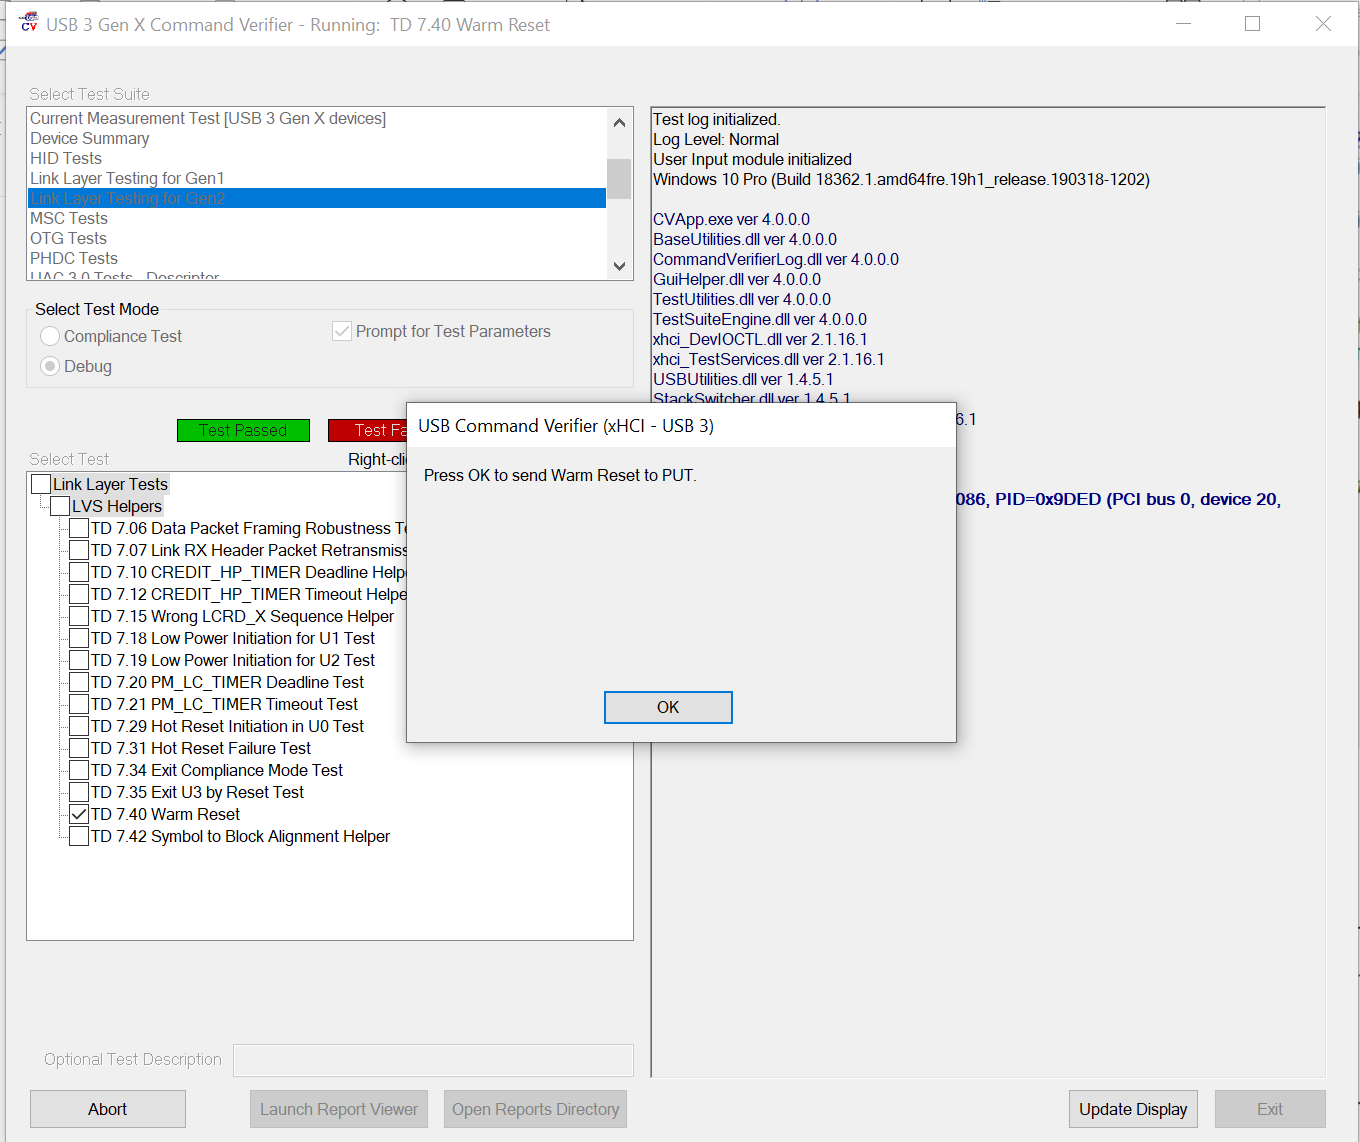 USB 3 Gen X Command Verifier - Running:  TD 7.40 Warm Reset
Select Test Suite
Current Measurement Test [USB 3 Gen X devices]
Device Summary
HID Tests
Link Layer Testing for Gen1
Link Layer Testing for Gen2
MSC Tests
OTG Tests
PHDC Tests
UAC 3.0 Tests - Descriptor
Select Test Mode
Compliance Test
Prompt for Test Parameters
Debug
Test Passed
Test Fa
Select Test
Right-cli
Link Layer Tests
LVS Helpers
TD 7.06 Data Packet Framing Robustness Te
TD 7.07 Link RX Header Packet Retransmiss
TD 7.10 CREDIT_HP_TIMER Deadline Helpe
TD 7.12 CREDIT_HP_TIMER Timeout Helpe
TD 7.15 Wrong LCRD_X Sequence Helper
TD 7.18 Low Power Initiation for U1 Test
TD 7.19 Low Power Initiation for U2 Test
TD 7.20 PM_LC_TIMER Deadline Test
TD 7.21 PM_LC_TIMER Timeout Test
TD 7.29 Hot Reset Initiation in U0 Test
TD 7.31 Hot Reset Failure Test
TD 7.34 Exit Compliance Mode Test
TD 7.35 Exit U3 by Reset Test
TD 7.40 Warm Reset
TD 7.42 Symbol to Block Alignment Helper
Test log initialized.
Log Level: Normal
User Input module initialized
Windows 10 Pro (Build 18362.1.amd64fre.19h1_release.190318-1202)
CVApp.exe ver 4.0.0.0
BaseUtilities.dll ver 4.0.0.0
CommandVerifierLog.dll ver 4.0.0.0
GuiHelper.dll ver 4.0.0.0
TestUtilities.dll ver 4.0.0.0
TestSuiteEngine.dll ver 4.0.0.0
xhci_DevIOCTL.dll ver 2.1.16.1
xhci_TestServices.dll ver 2.1.16.1
USBUtilities.dll ver 1.4.5.1
StackSwitcher.dll ver 1.4.5.1
6.1
086, PID=0x9DED (PCI bus 0, device 20,
USB Command Verifier (xHCI - USB 3)
Press OK to send Warm Reset to PUT.
OK
Optional Test Description
Abort
Launch Report Viewer
Open Reports Directory
Update Display
Exit